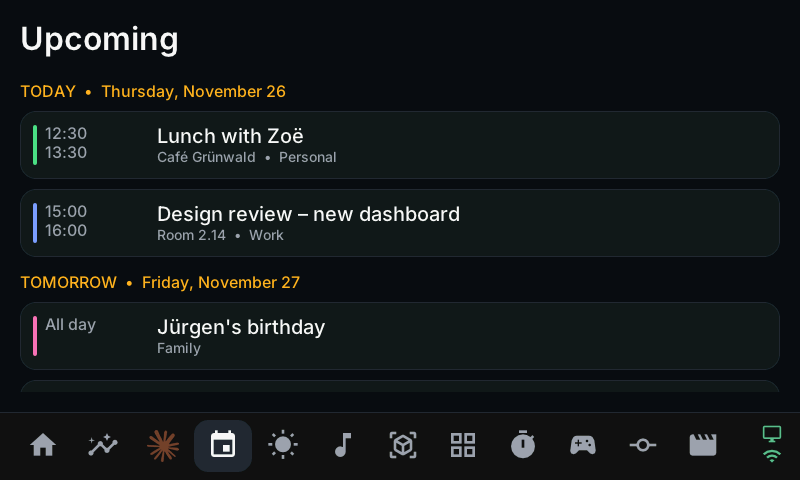 Upcoming
TODAY • Thursday, November 26
12:30
13:30
Lunch with Zoë
Café Grünwald • Personal
15:00
16:00
Design review – new dashboard
Room 2.14 • Work
TOMORROW • Friday, November 27
All day
Jürgen's birthday
Family